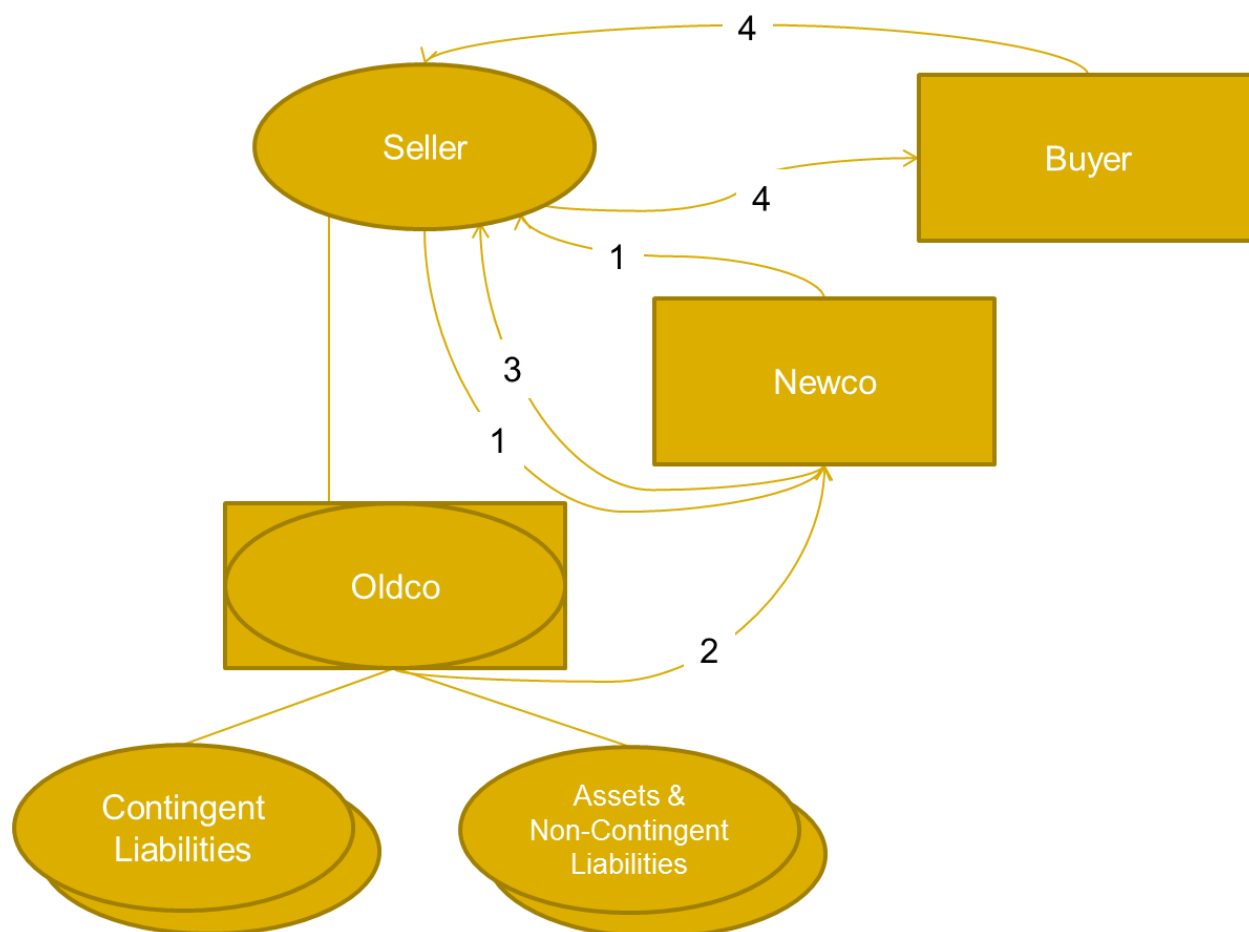 4
Seller
Buyer
4
1
3
Newco
1
Oldco
2
Contingent
Liabilities
Assets &
Non-Contingent
Liabilities